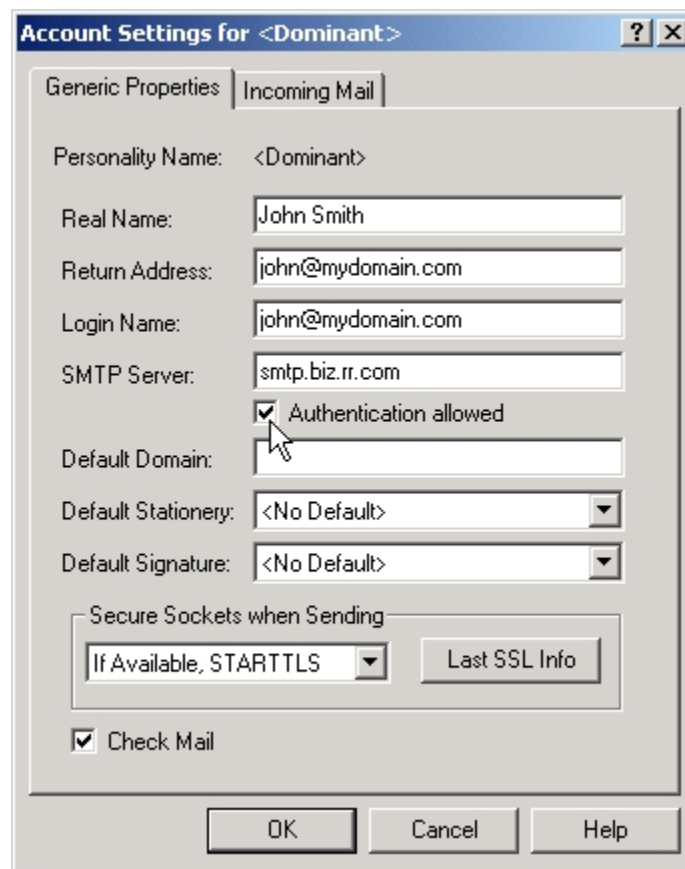 Account Settings for <Dominant>
Generic Properties Incoming Mail
Personality Name: <Dominant>
Real Name: John Smith
Return Address: john@mydomain.com
Login Name: john@mydomain.com
SMTP Server: smtp.biz.rr.com
Authentication allowed
Default Domain:
Default Stationery: <No Default>
Default Signature: <No Default>
Secure Sockets when Sending
If Available, STARTTLS Last SSL Info
Check Mail
OK Cancel Help